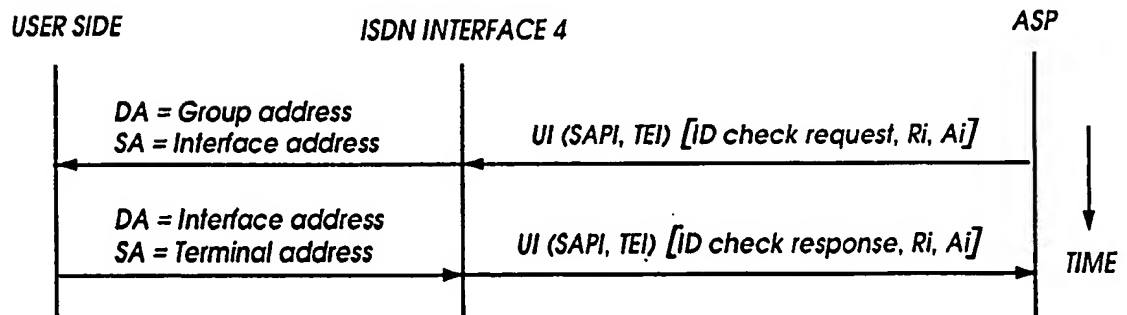 USER SIDE
ISDN INTERFACE 4
ASP
DA = Group address
SA = Interface address
UI (SAPI, TEI) [ID check request, Ri, Ai]
DA = Interface address
SA = Terminal address
UI (SAPI, TEI) [ID check response, Ri, Ai]
TIME